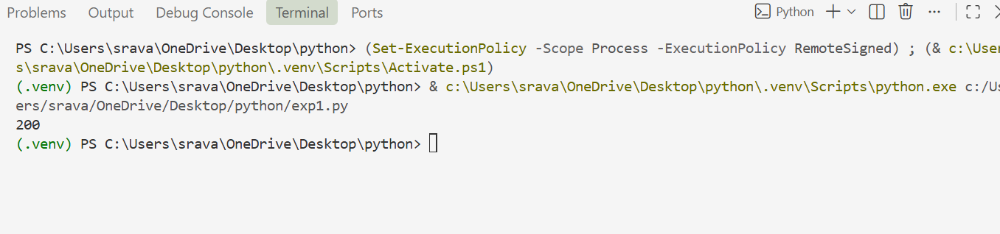 Problems Output Debug Console Terminal Ports Python
PS C:\Users\srava\OneDrive\Desktop\python> (Set-ExecutionPolicy -Scope Process -ExecutionPolicy RemoteSigned) ; (& c:\User
s\srava\OneDrive\Desktop\python\.venv\Scripts\Activate.ps1)
(.venv) PS C:\Users\srava\OneDrive\Desktop\python> & c:\Users\srava\OneDrive\Desktop\python\.venv\Scripts\python.exe c:/Us
ers/srava/OneDrive/Desktop/python/exp1.py
200
(.venv) PS C:\Users\srava\OneDrive\Desktop\python>